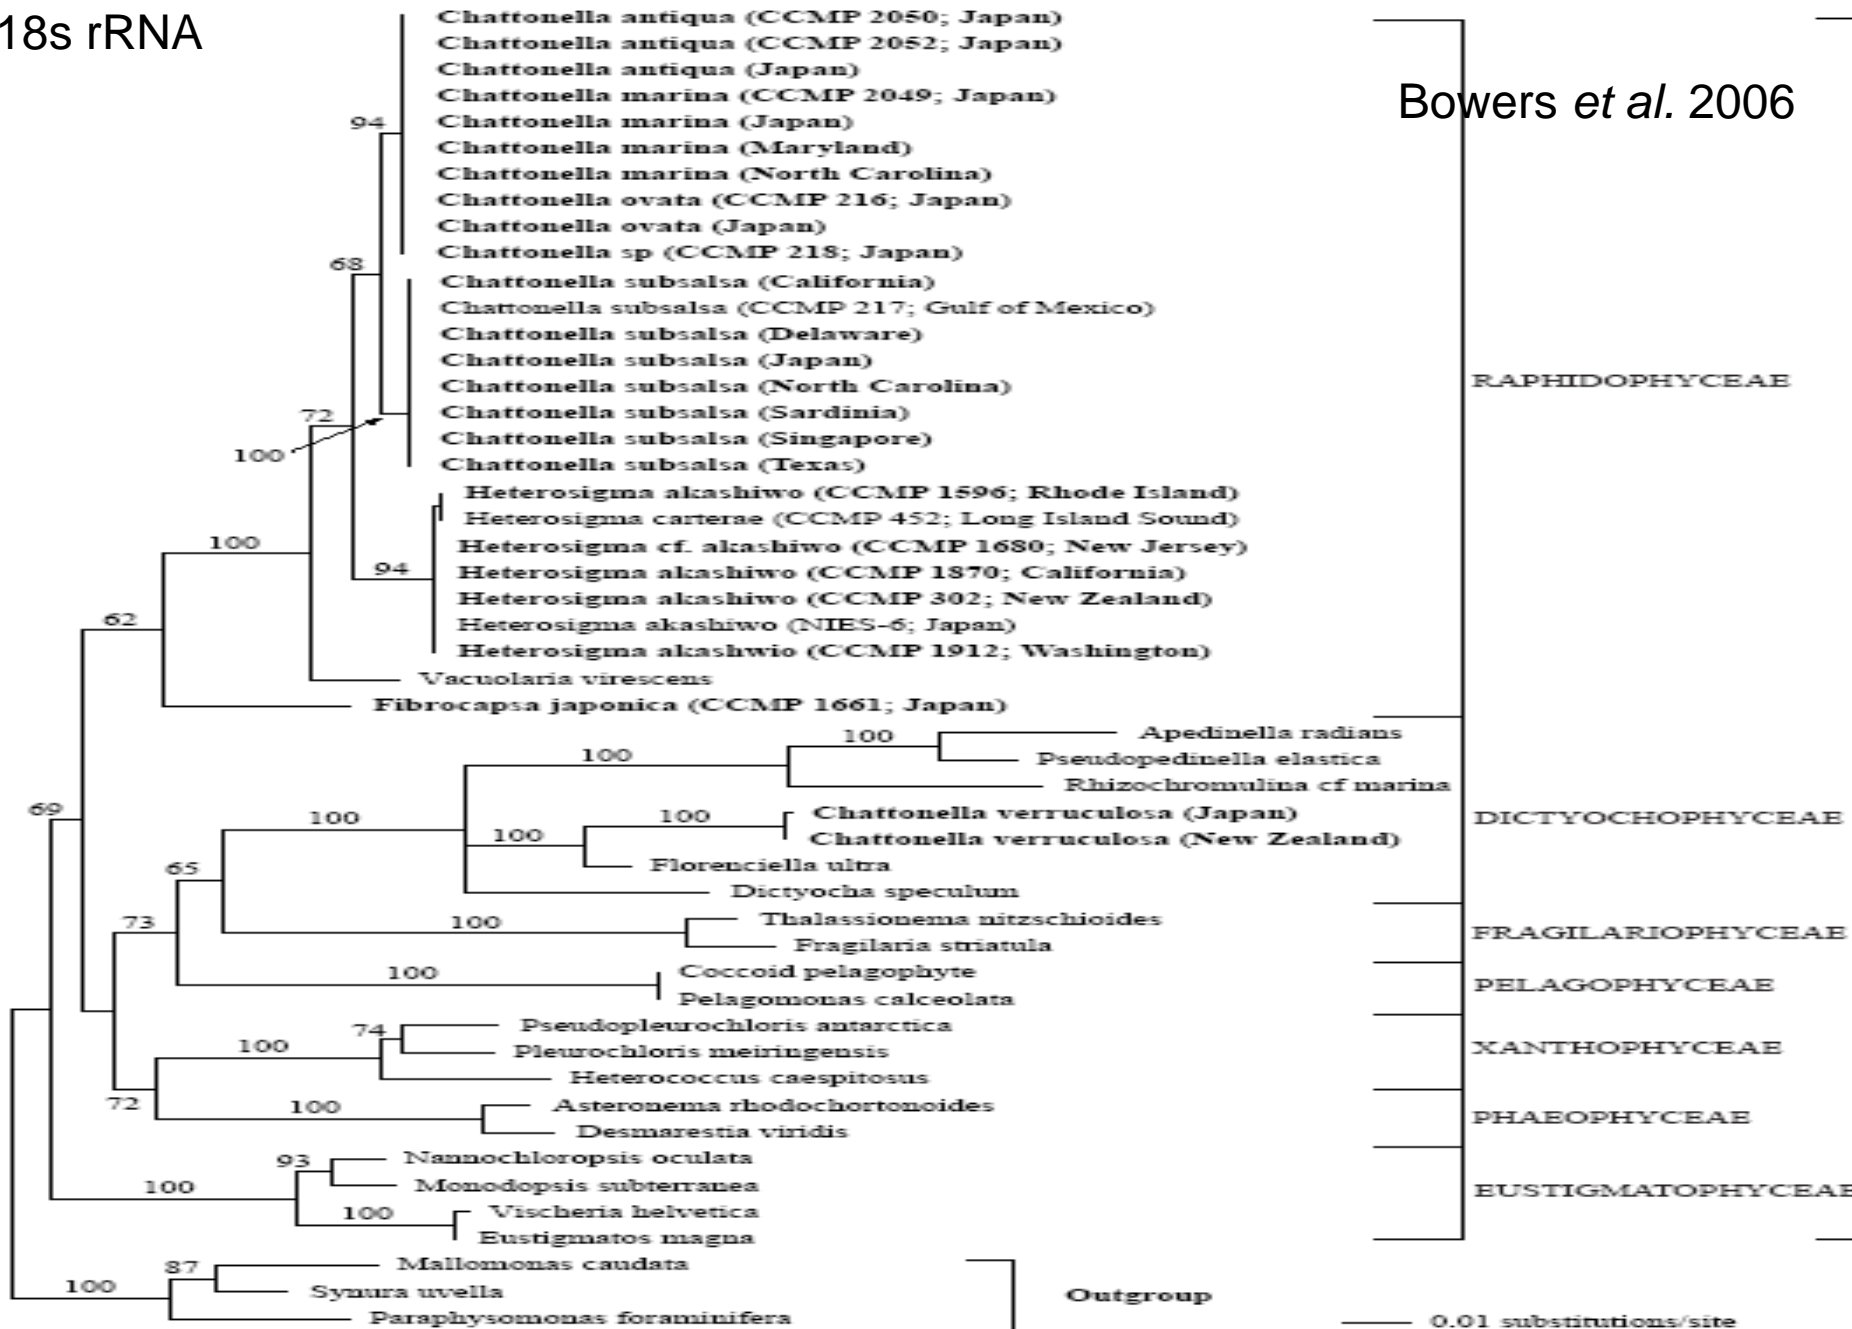 18s rRNA
Bowers et al. 2006
Chattonella antiqua (CCMP 2050; Japan)
Chattonella antiqua (CCMP 2052; Japan)
Chattonella antiqua (Japan)
Chattonella marina (CCMP 2049; Japan)
94
Chattonella marina (Japan)
Chattonella marina (Maryland)
Chattonella marina (North Carolina)
Chattonella ovata (CCMP 216; Japan)
Chattonella ovata (Japan)
Chattonella sp (CCMP 218; Japan)
68
Chattonella subsalsa (California)
Chattonella subsalsa (CCMP 217; Gulf of Mexico)
Chattonella subsalsa (Delaware)
Chattonella subsalsa (Japan)
Chattonella subsalsa (North Carolina)
RAPHIDOPHYCEAE
Chattonella subsalsa (Sardinia)
72
Chattonella subsalsa (Singapore)
100
Chattonella subsalsa (Texas)
Heterosigma akashiwo (CCMP 1596; Rhode Island)
Heterosigma carterae (CCMP 452; Long Island Sound)
100
Heterosigma cf. akashiwo (CCMP 1680; New Jersey)
94
Heterosigma akashiwo (CCMP 1870; California)
Heterosigma akashiwo (CCMP 302; New Zealand)
62
Heterosigma akashiwo (NIES-6; Japan)
Heterosigma akashwio (CCMP 1912; Washington)
Vacuolaria virescens
Fibrocapsa japonica (CCMP 1661; Japan)
100
Apedinella radians
100
Pseudopedinella elastica
Rhizochromulina cf marina
69
100
100
Chattonella verruculosa (Japan)
DICTYOCHOPHYCEAE
100
Chattonella verruculosa (New Zealand)
65
Florenciella ultra
Dictyocha speculum
73
100
Thalassionema nitzschioides
FRAGILARIOPHYCEAE
Fragilaria striatula
100
Coccoid pelagophyte
PELAGOPHYCEAE
Pelagomonas calceolata
74
Pseudopleurochloris antarctica
100
Pleurochloris meiringensis
XANTHOPHYCEAE
Heterococcus caespitosus
72
100
Asteronema rhodochortonoides
PHAEOPHYCEAE
Desmarestia viridis
93
Nannochloropsis oculata
100
Monodopsis subterranea
EUSTIGMATOPHYCEAE
100
Vischeria helvetica
Eustigmatos magna
87
Mallomonas caudata
100
Synura uvella
Outgroup
Paraphysomonas foraminifera
0.01 substitutions/site